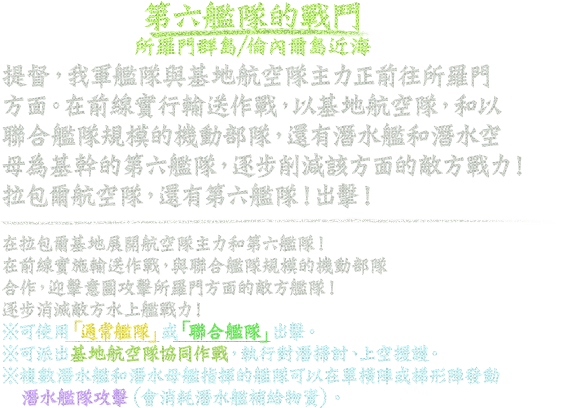 第六艦隊的戰鬥
所羅門群島/倫內爾島近海
提督，我軍艦隊與基地航空隊主力正前往所羅門
方面。在前線實行輸送作戰，以基地航空隊，和以
聯合艦隊規模的機動部隊，還有潛水艦和潛水空
母為基幹的第六艦隊，逐步削減該方面的敵方戰力！
拉包爾航空隊，還有第六艦隊！出擊！
在拉包爾基地展開航空隊主力和第六艦隊！
在前線實施輸送作戰，與聯合艦隊規模的機動部隊
合作，迎擊意圖攻擊所羅門方面的敵方艦隊！
逐步消滅敵方水上艦戰力！
※可使用「通常艦隊」或「聯合艦隊」出擊。
※可派出基地航空隊協同作戰，執行對潛掃討、上空援護。
※複數潛水艦和潛水母艦指揮的艦隊可以在單橫陣或梯形陣發動
潛水艦隊攻擊（會消耗潛水艦補給物資）。